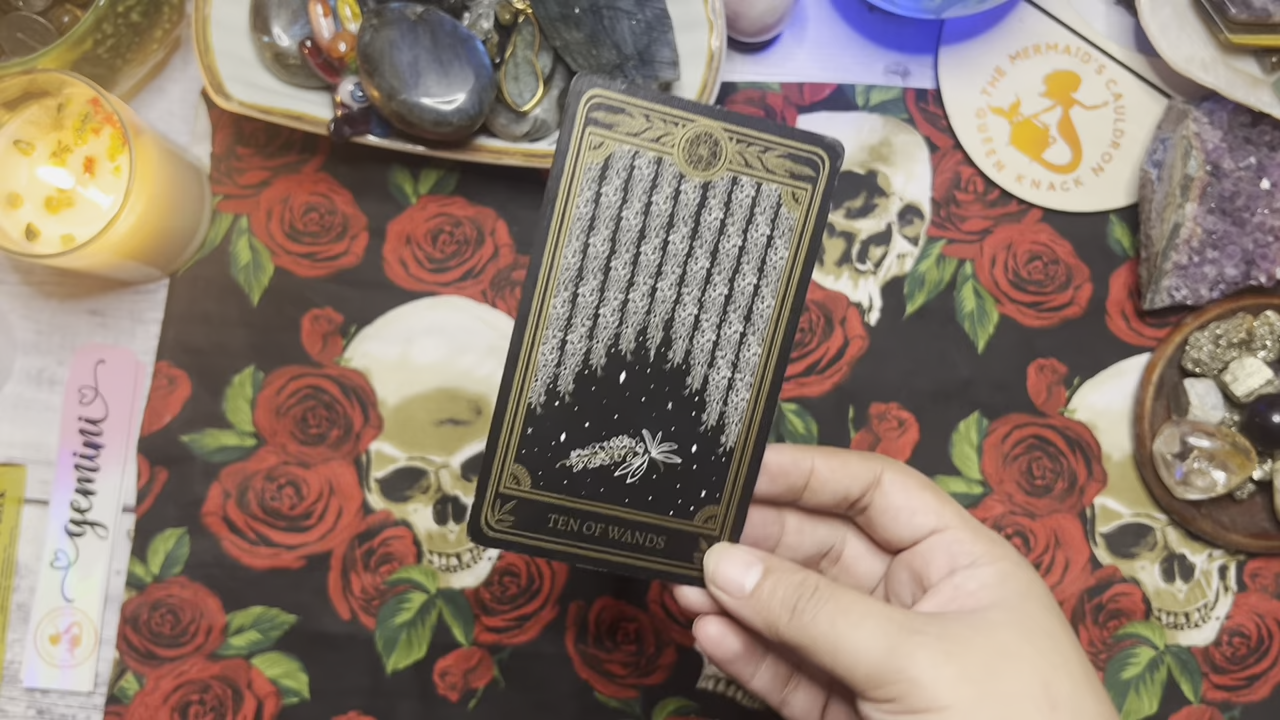 THE MERMAID'S CAULDRON
QUEEN KNACK
gemini
TEN OF WANDS